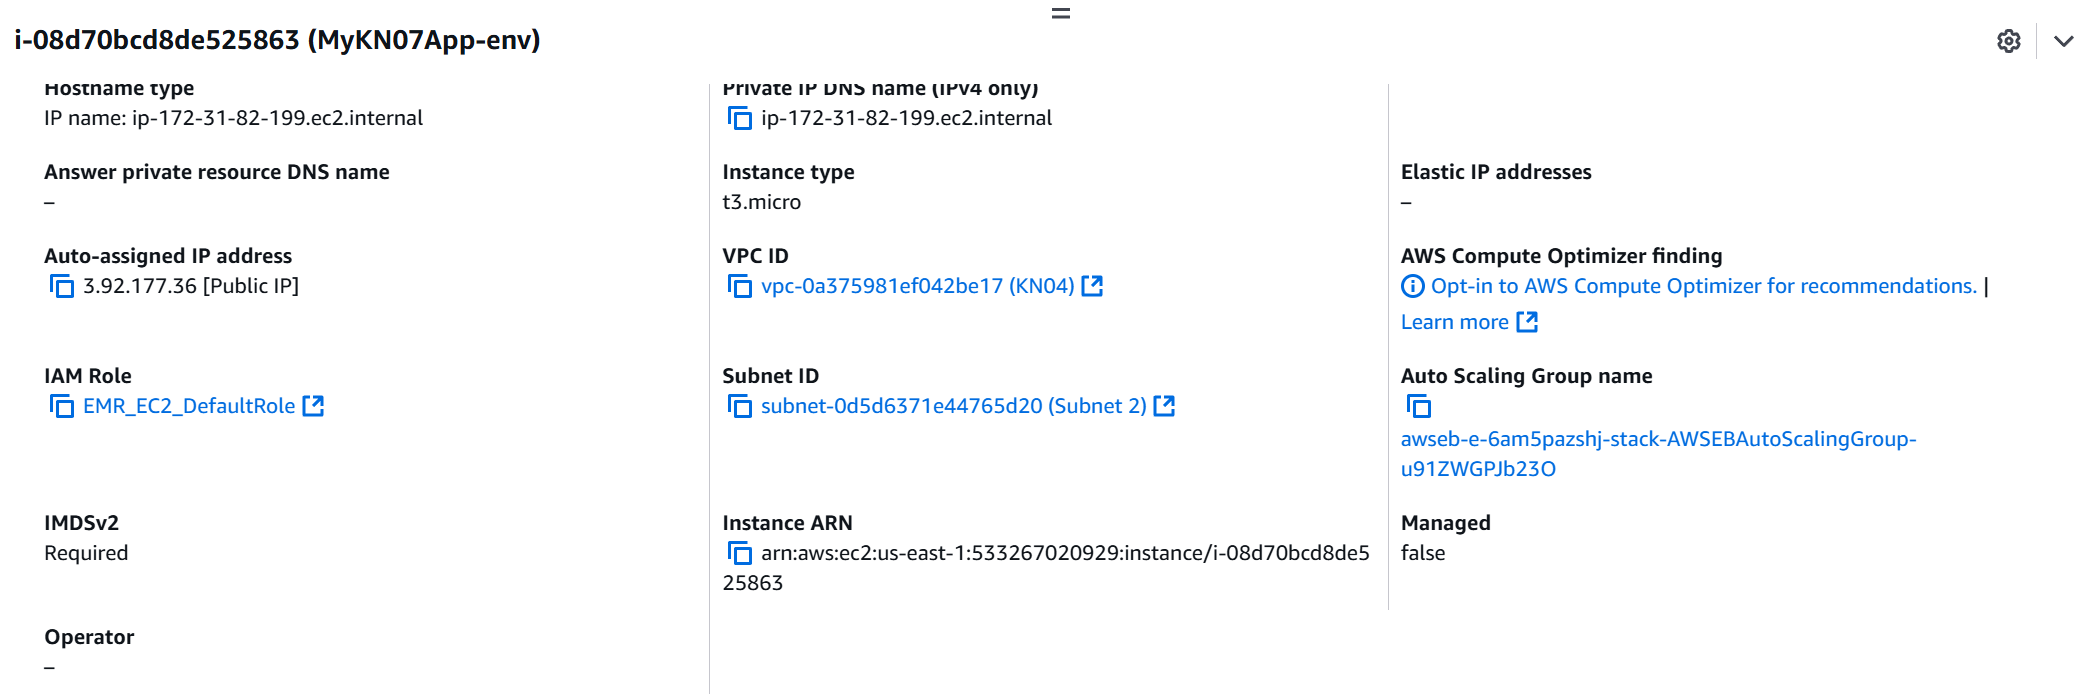 i-08d70bcd8de525863 (MyKN07App-env)
Hostname type
IP name: ip-172-31-82-199.ec2.internal
Private IP DNS name (IPv4 only)
ip-172-31-82-199.ec2.internal
Answer private resource DNS name
–
Instance type
t3.micro
Elastic IP addresses
–
Auto-assigned IP address
3.92.177.36 [Public IP]
VPC ID
vpc-0a375981ef042be17 (KN04)
AWS Compute Optimizer finding
Opt-in to AWS Compute Optimizer for recommendations. |
Learn more
IAM Role
EMR_EC2_DefaultRole
Subnet ID
subnet-0d5d6371e44765d20 (Subnet 2)
Auto Scaling Group name
awseb-e-6am5pazshj-stack-AWSEBAutoScalingGroup-
u91ZWGPJb23O
IMDSv2
Required
Instance ARN
arn:aws:ec2:us-east-1:533267020929:instance/i-08d70bcd8de5
25863
Managed
false
Operator
–